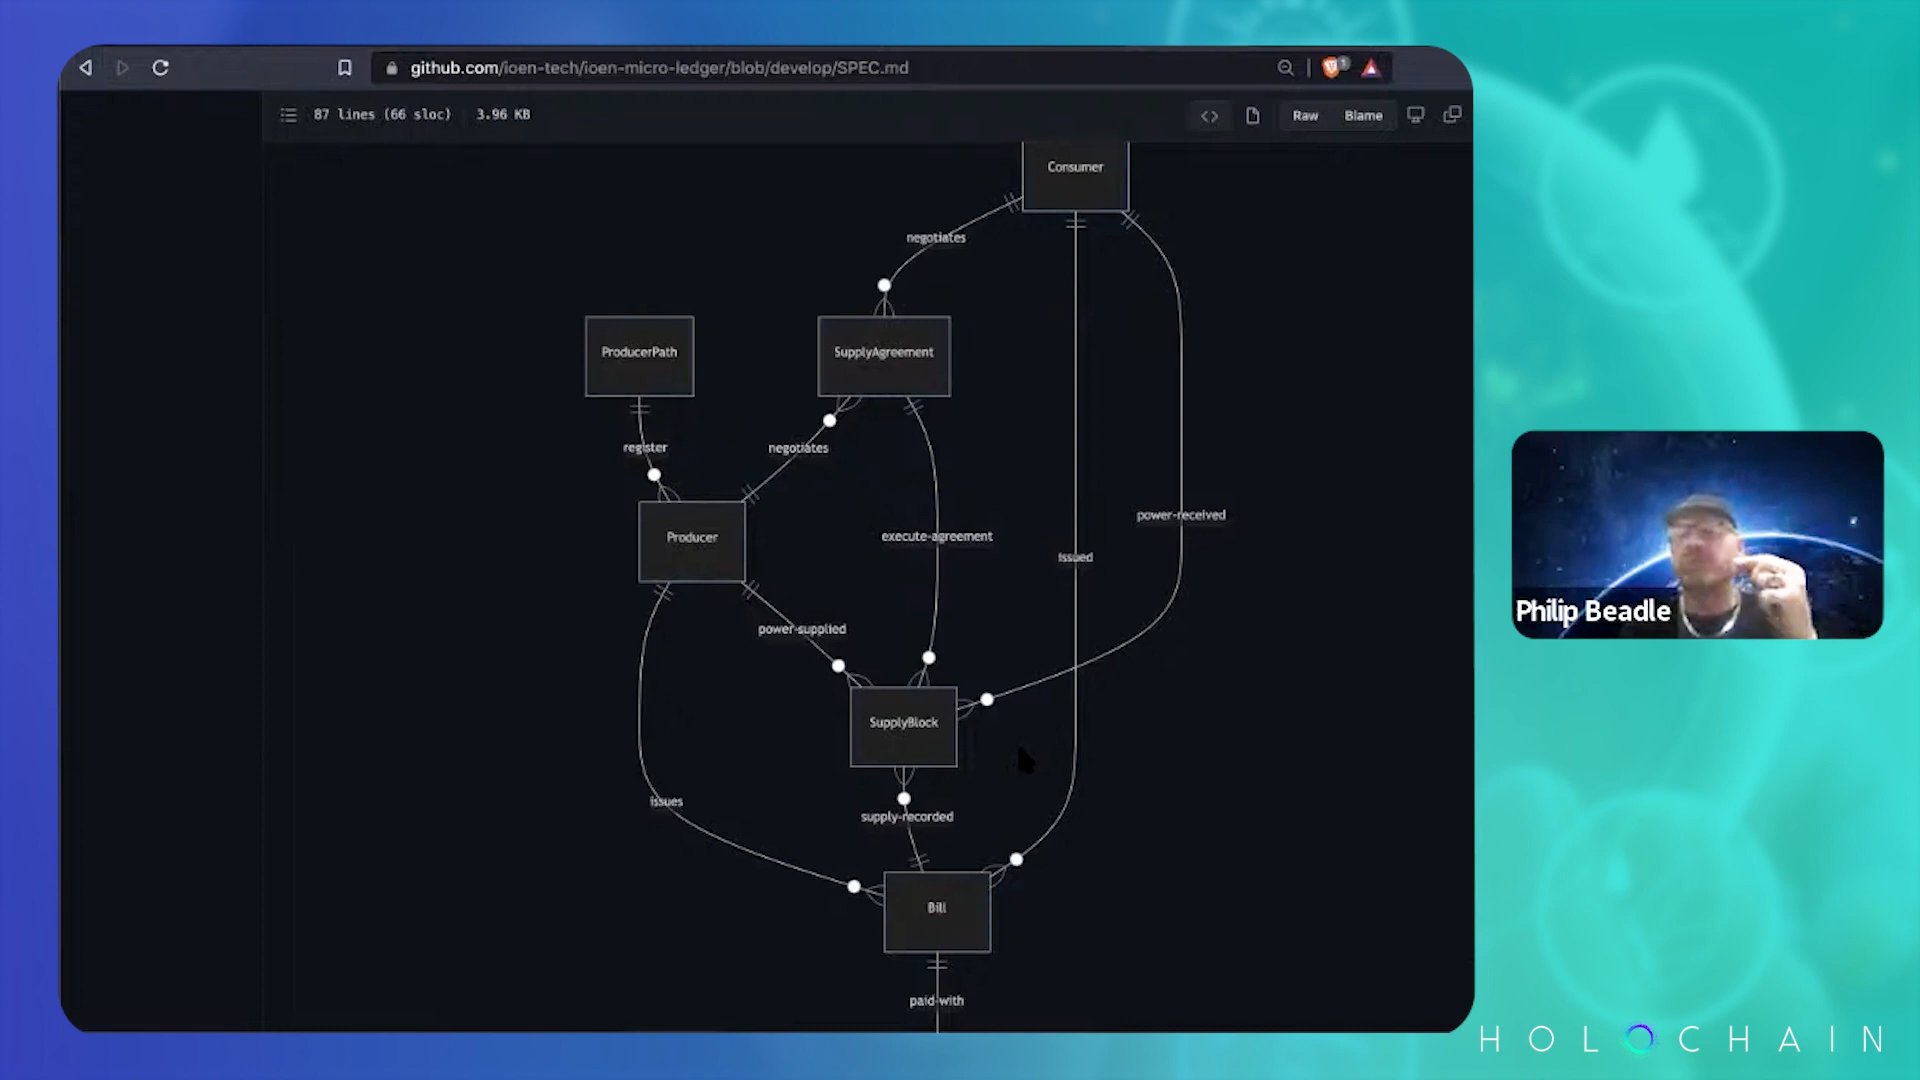 github.com/ioen-tech/ioen-micro-ledger/blob/develop/SPEC.md
1
87 lines (66 sloc) 3.96 KB
Raw Blame
Consumer
negotiates
ProducerPath
SupplyAgreement
register
negotiates
Producer
execute-agreement
power-received
issued
power-supplied
SupplyBlock
issues
supply-recorded
Bill
paid-with
Philip Beadle
HOLOCHAIN